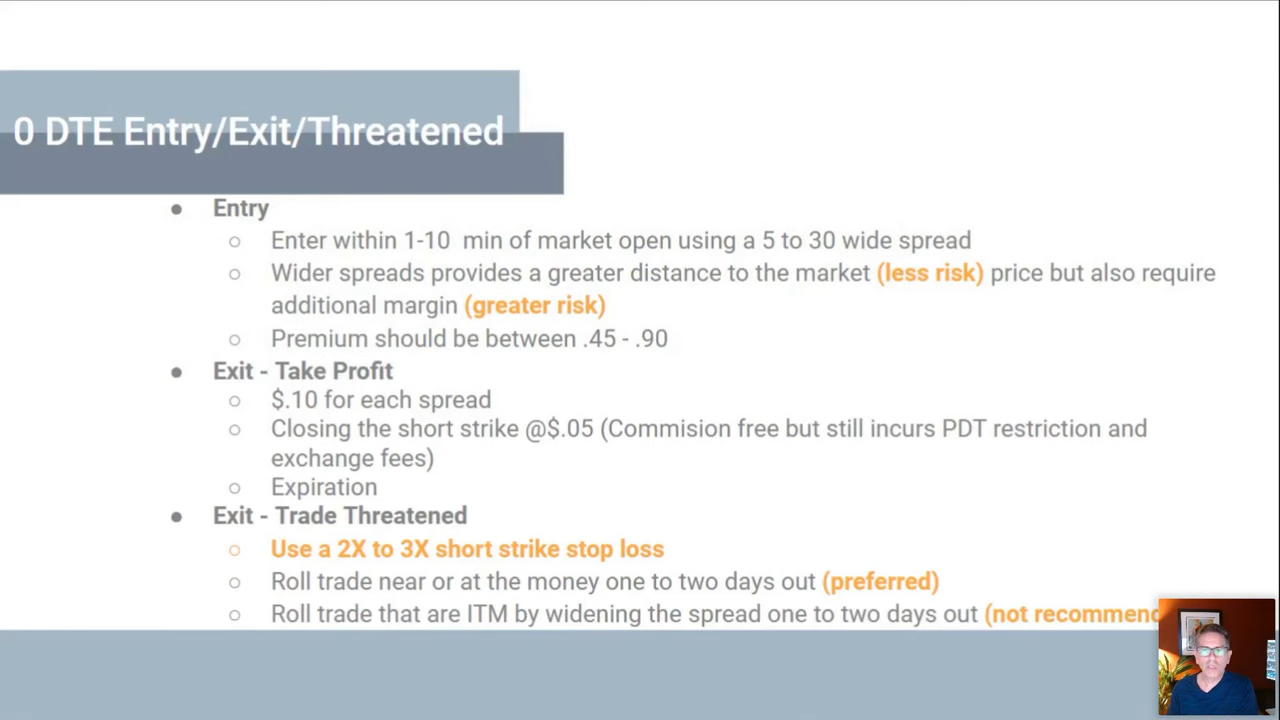 0 DTE Entry/Exit/Threatened
● Entry
○ Enter within 1-10 min of market open using a 5 to 30 wide spread
○ Wider spreads provides a greater distance to the market (less risk) price but also require
additional margin (greater risk)
○ Premium should be between .45 - .90
● Exit - Take Profit
○ $.10 for each spread
○ Closing the short strike @$.05 (Commision free but still incurs PDT restriction and
exchange fees)
○ Expiration
● Exit - Trade Threatened
○ Use a 2X to 3X short strike stop loss
○ Roll trade near or at the money one to two days out (preferred)
○ Roll trade that are ITM by widening the spread one to two days out (not recommend